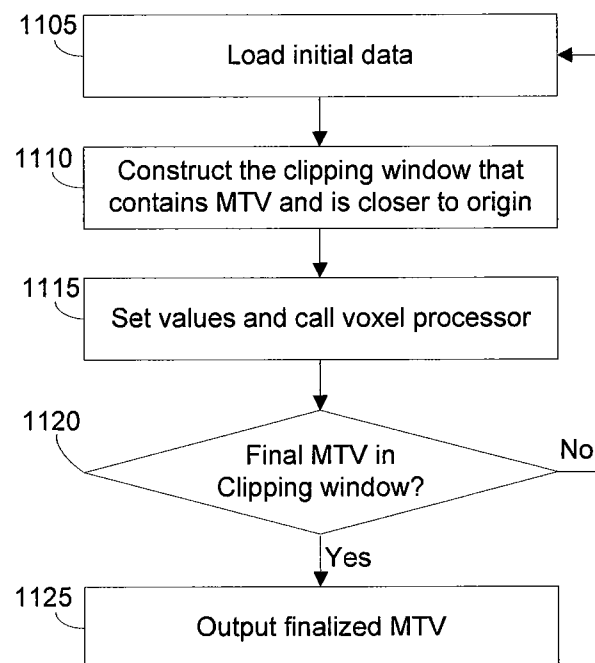 1105
Load initial data
1110
Construct the clipping window that
contains MTV and is closer to origin
1115
Set values and call voxel processor
1120
Final MTV in
Clipping window?
No
Yes
1125
Output finalized MTV